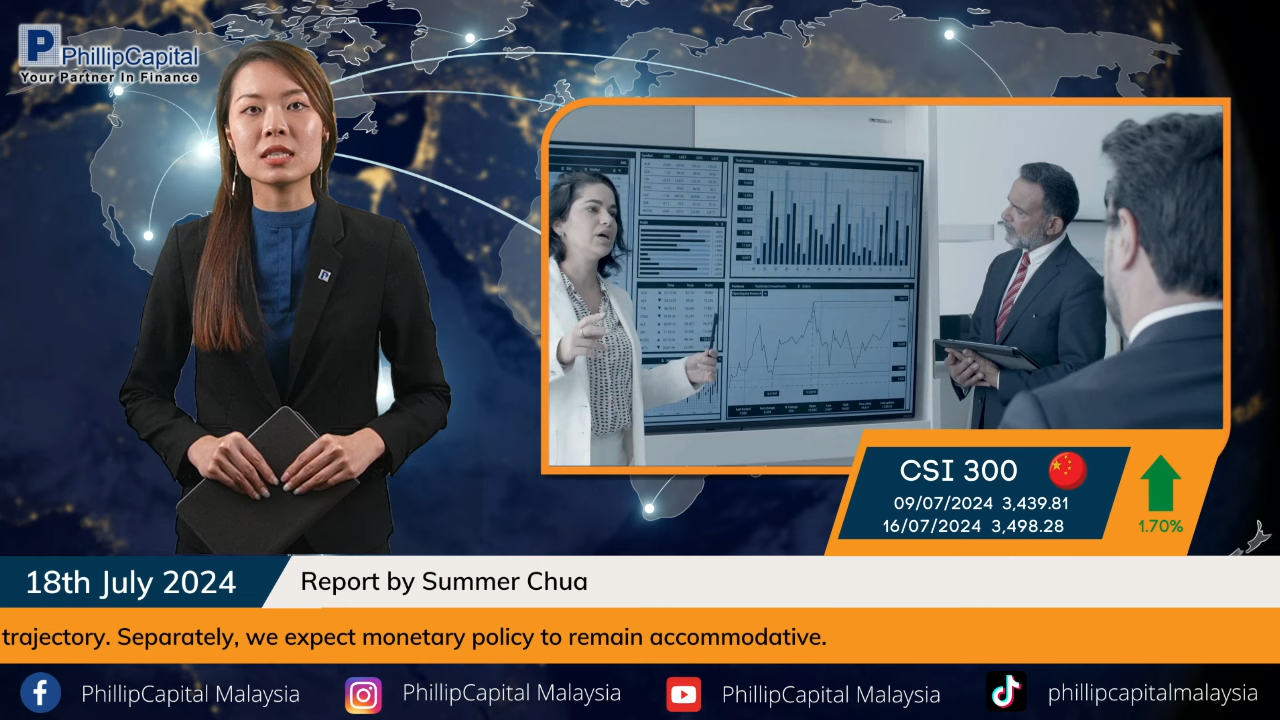 P PhillipCapital
Your Partner In Finance
CSI 300
09/07/2024 3,439.81
16/07/2024 3,498.28
1.70%
18th July 2024
Report by Summer Chua
trajectory. Separately, we expect monetary policy to remain accommodative.
PhillipCapital Malaysia
PhillipCapital Malaysia
PhillipCapital Malaysia
phillipcapitalmalaysia